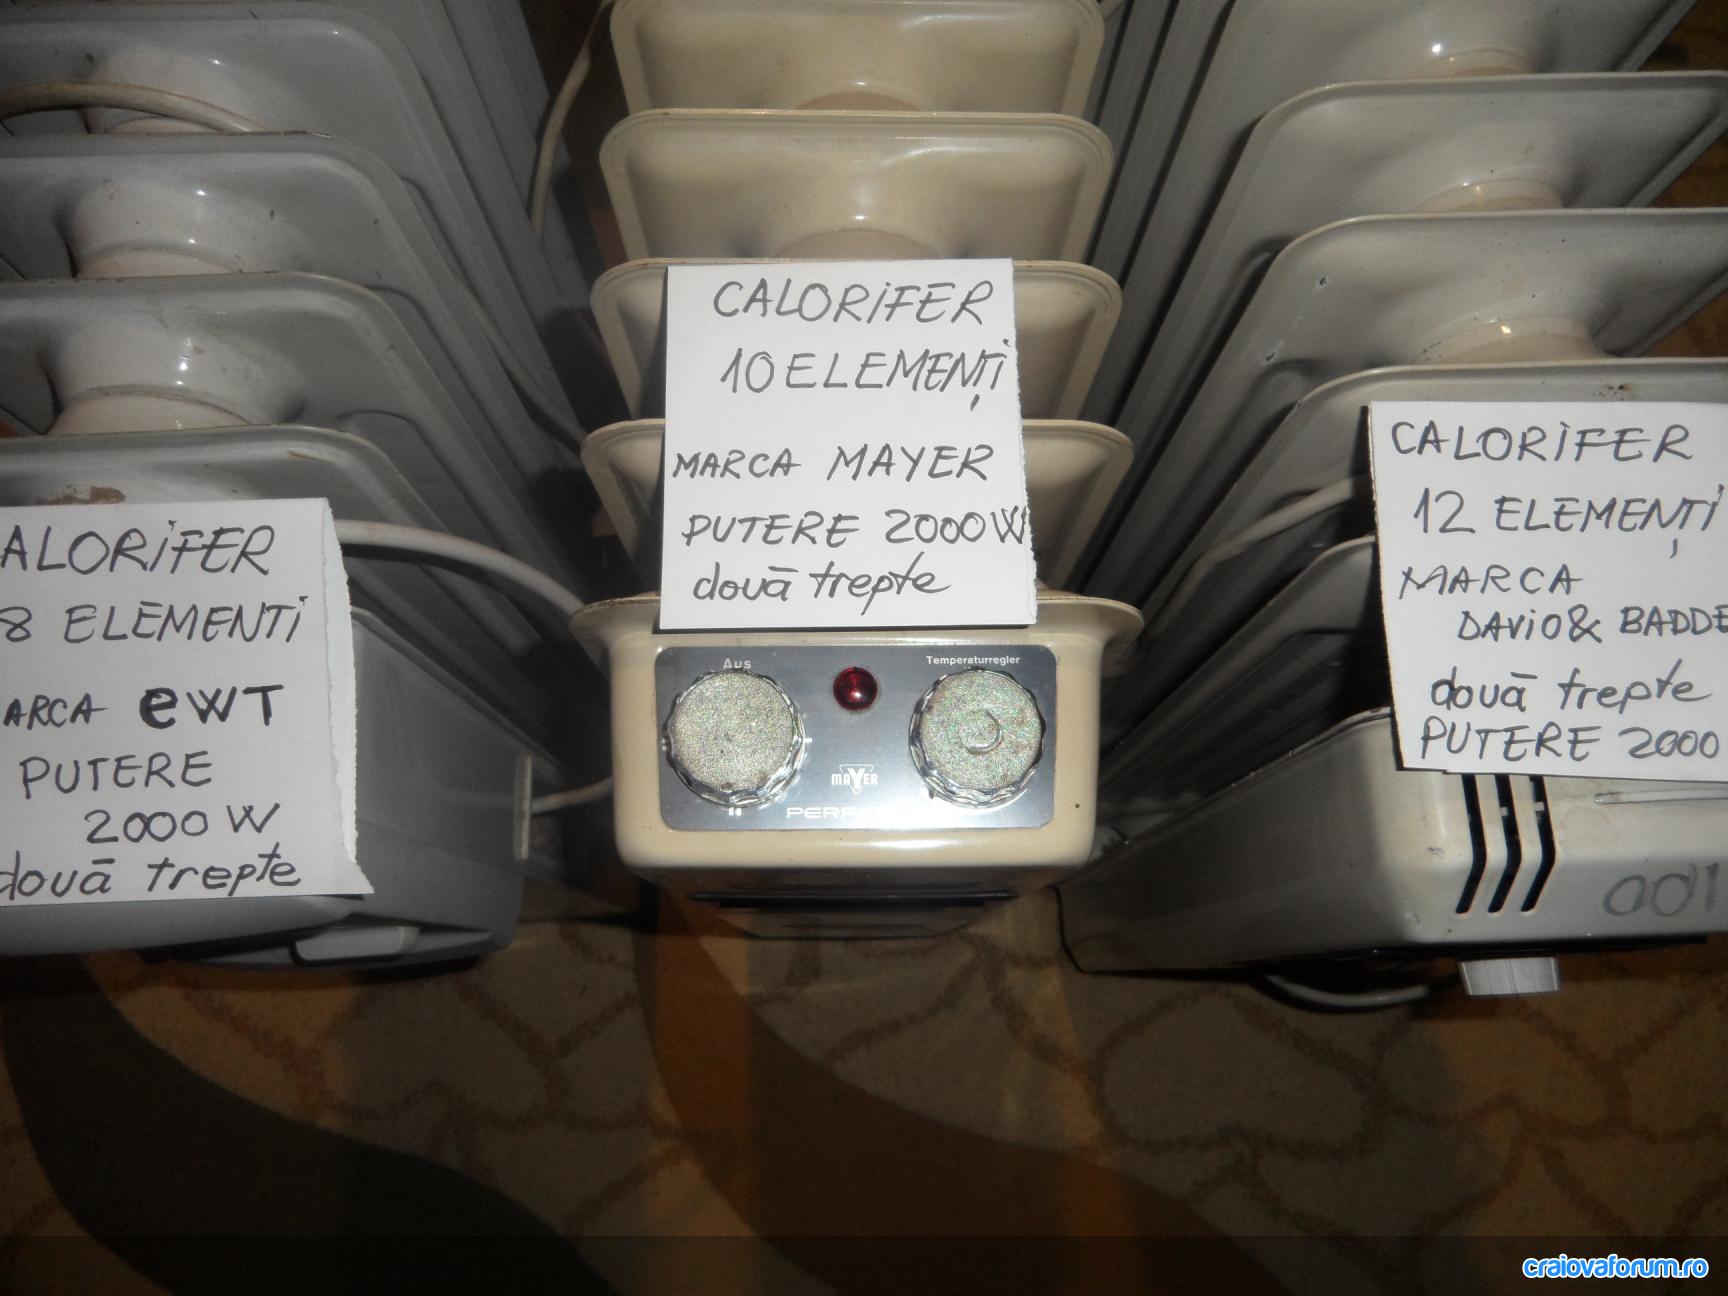 ALORiFER
8 ELEMENTi
ARCA eWT
PUTERE
2000 W
două trepte
CALORiFER
10 ELEMENȚi
MARCA MAYER
PUTERE 2000 W
două trepte
Aus
Temperaturregler
MAYER
CALORiFER
12 ELEMENȚi
MARCA
DAViO & BADDE
două trepte
PUTERE 2000
craiovaforum.ro